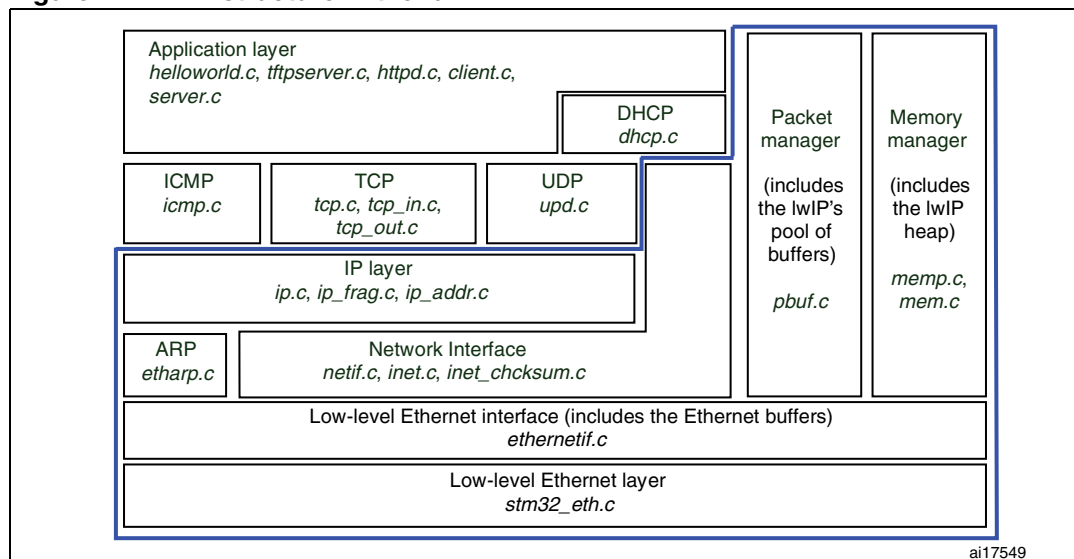 Application layer
helloworld.c, tftpserver.c, httpd.c, client.c,
server.c
DHCP
dhcp.c
Packet
manager
(includes
the lwIP's
pool of
buffers)
pbuf.c
Memory
manager
(includes
the lwIP
heap)
memp.c,
mem.c
ICMP
icmp.c
TCP
tcp.c, tcp_in.c,
tcp_out.c
UDP
upd.c
IP layer
ip.c, ip_frag.c, ip_addr.c
ARP
etharp.c
Network Interface
netif.c, inet.c, inet_chcksum.c
Low-level Ethernet interface (includes the Ethernet buffers)
ethernetif.c
Low-level Ethernet layer
stm32_eth.c
ai17549